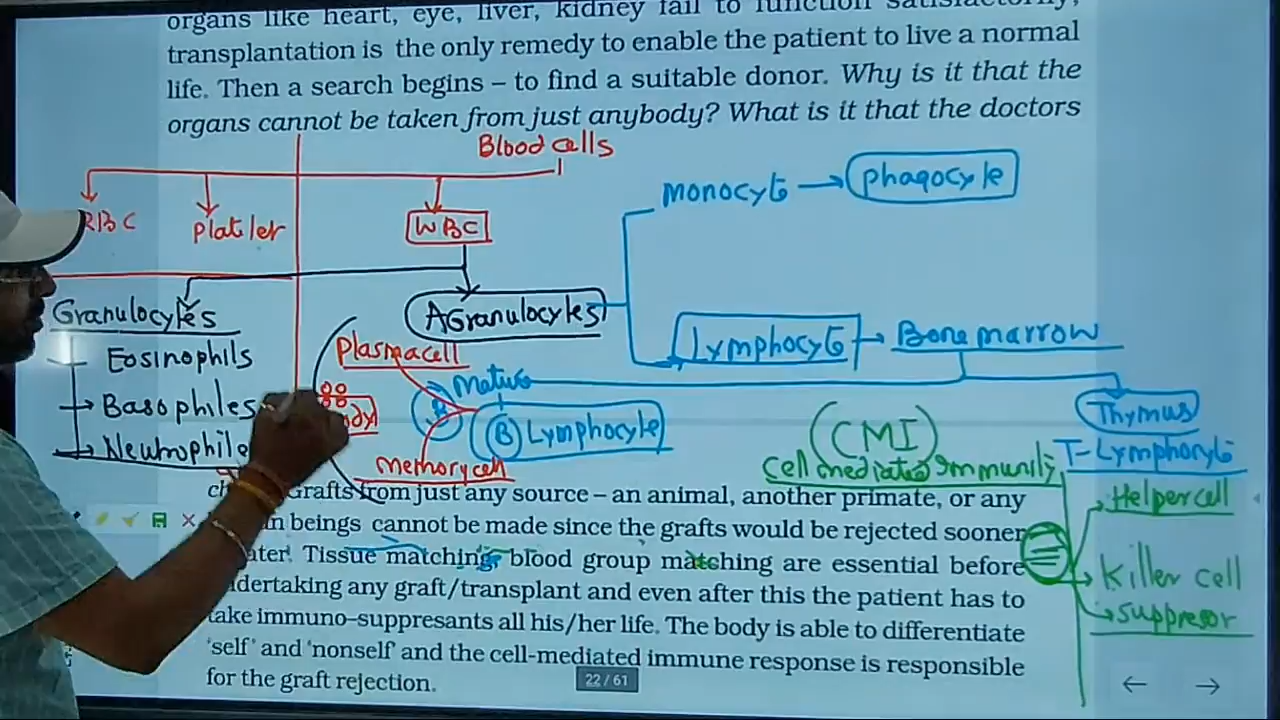 organs like heart, eye, liver, kidney fail to function satisfactorily,
transplantation is the only remedy to enable the patient to live a normal
life. Then a search begins – to find a suitable donor. Why is it that the
organs cannot be taken from just anybody? What is it that the doctors
Blood cells
RBC
Platiler
WBC
monocyte
phagocyte
Granulocytes
AGranulocytes
Lymphocyte
Bone marrow
Eosinophils
Basophiles
Neutrophile
Plasmacell
Mature
B Lymphocyte
memorycell
Thymus
T-Lymphocyte
(CMI)
Cell mediated Immunity
Helper cell
Killer cell
suppresor
Grafts from just any source – an animal, another primate, or any
beings cannot be made since the grafts would be rejected sooner
Tissue matching, blood group matching are essential before
undertaking any graft/transplant and even after this the patient has to
take immuno–suppresants all his/her life. The body is able to differentiate
'self' and 'nonself' and the cell-mediated immune response is responsible
for the graft rejection.
22 / 61